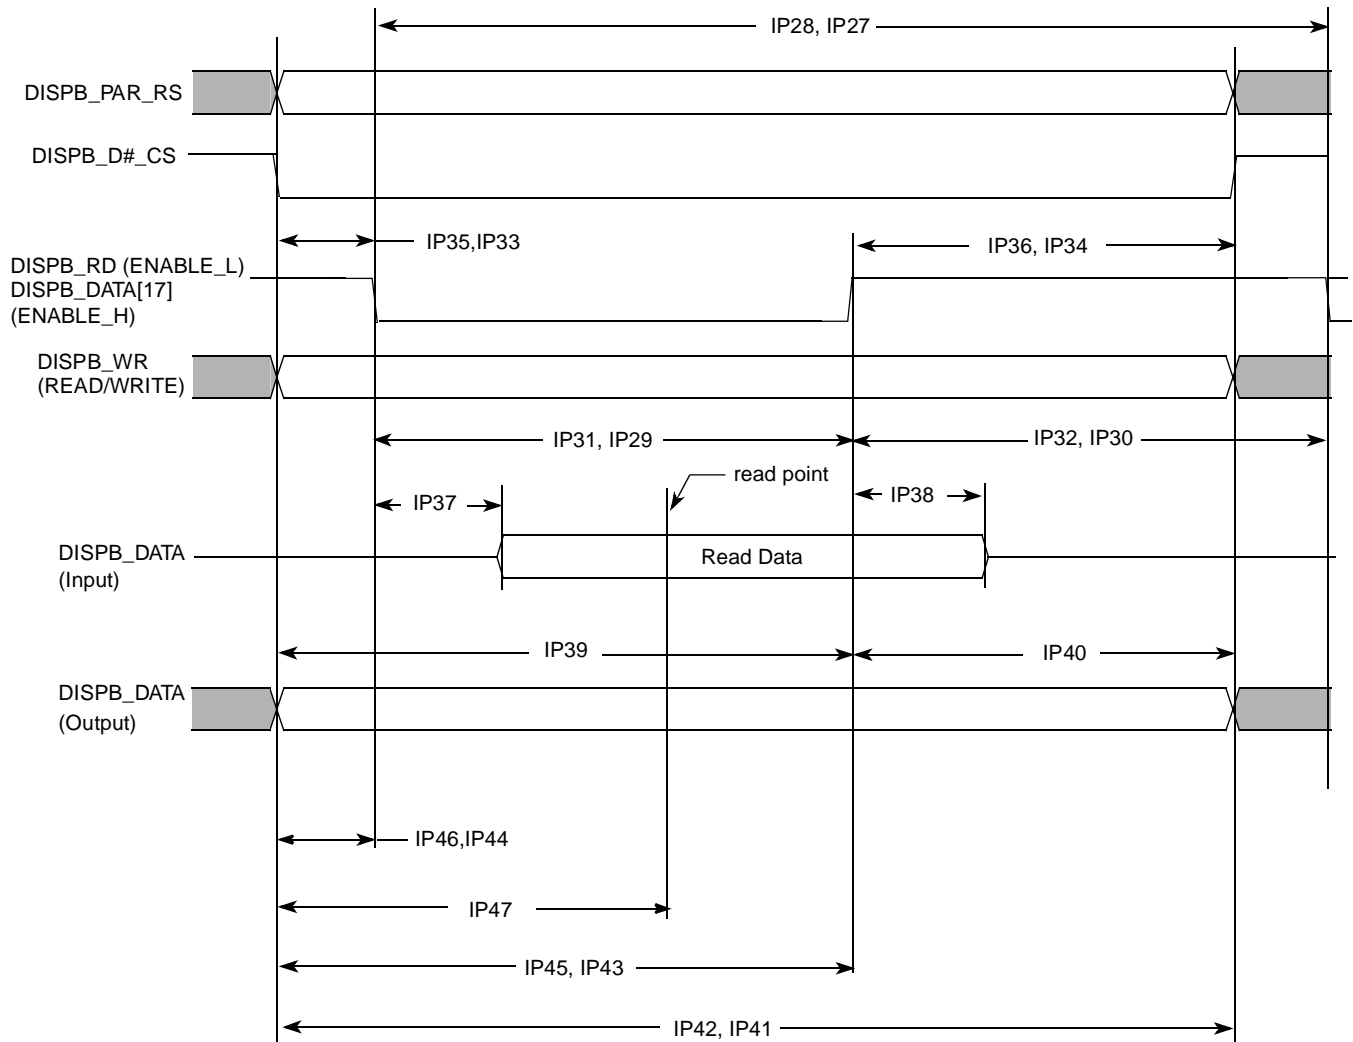 IP28, IP27
DISPB_PAR_RS
DISPB_D#_CS
IP35,IP33
IP36, IP34
DISPB_RD (ENABLE_L)
DISPB_DATA[17]
(ENABLE_H)
DISPB_WR
(READ/WRITE)
IP31, IP29
IP32, IP30
read point
IP37
IP38
DISPB_DATA
(Input)
Read Data
IP39
IP40
DISPB_DATA
(Output)
IP46,IP44
IP47
IP45, IP43
IP42, IP41